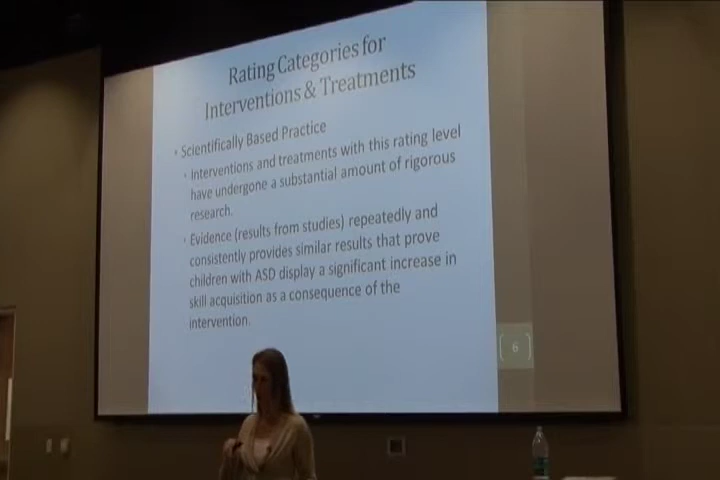 Rating Categories for
Interventions & Treatments
• Scientifically Based Practice
• Interventions and treatments with this rating level
have undergone a substantial amount of rigorous
research.
• Evidence (results from studies) repeatedly and
consistently provides similar results that prove
children with ASD display a significant increase in
skill acquisition as a consequence of the
intervention.
[ 6 ]